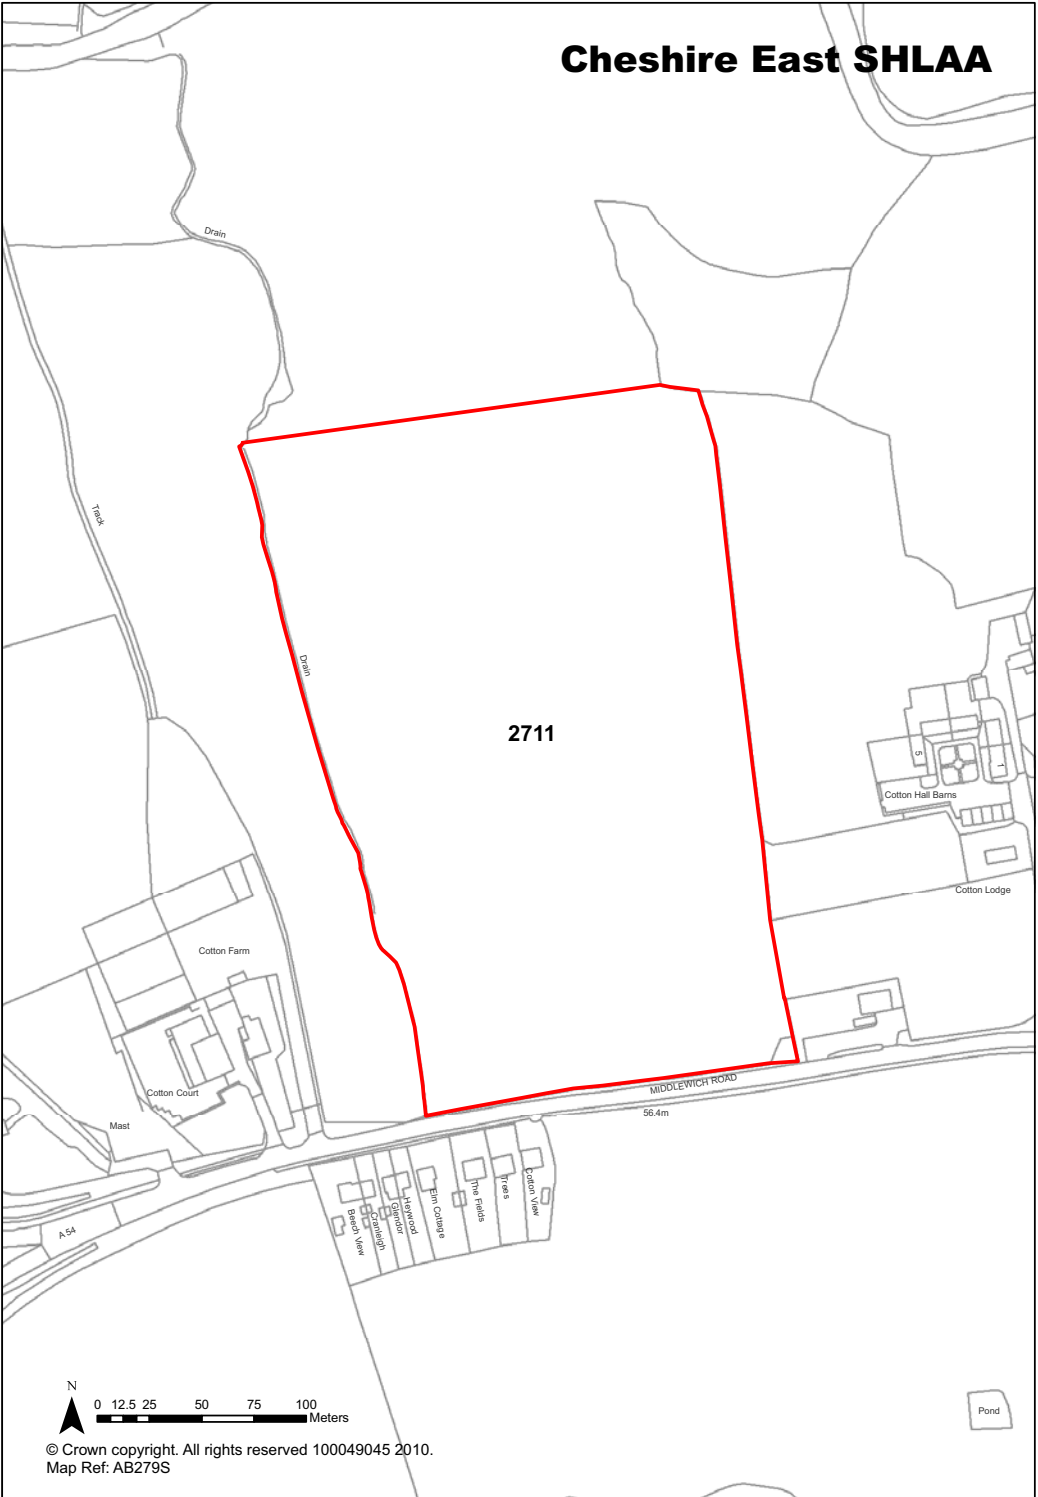 Cheshire East SHLAA
Drain
Track
Drain
2711
5
1
Cotton Hall Barns
Cotton Lodge
Cotton Farm
Cotton Court
Mast
MIDDLEWICH ROAD
56.4m
A 54
Beech View
Cranleigh
Glendor
Heywood
Elm Cottage
The Fields
Trees
Cotton View
Pond
N
0 12.5 25 50 75 100
Meters
© Crown copyright. All rights reserved 100049045 2010.
Map Ref: AB279S